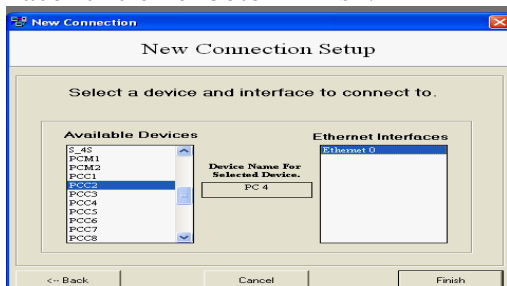 New Connection
New Connection Setup
Select a device and interface to connect to.
Available Devices
Ethernet Interfaces
S_4S
PCM1
PCM2
PCC1
PCC2
PCC3
PCC4
PCC5
PCC6
PCC7
PCC8
Device Name For
Selected Device.
PC 4
Ethernet 0
<-- Back
Cancel
Finish